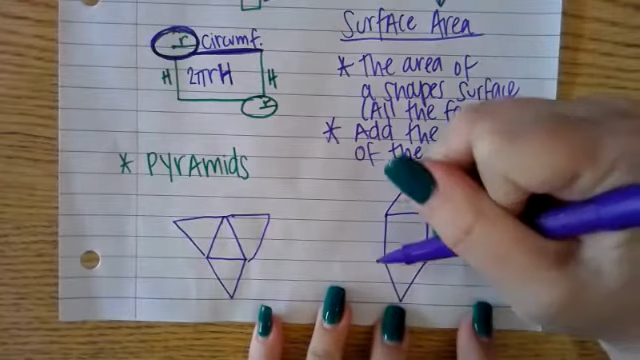 Surface Area
r circumf.
H 2πrH H
r
* the area of
a shapes surface
(All the
* Add the
of the
* Pyramids